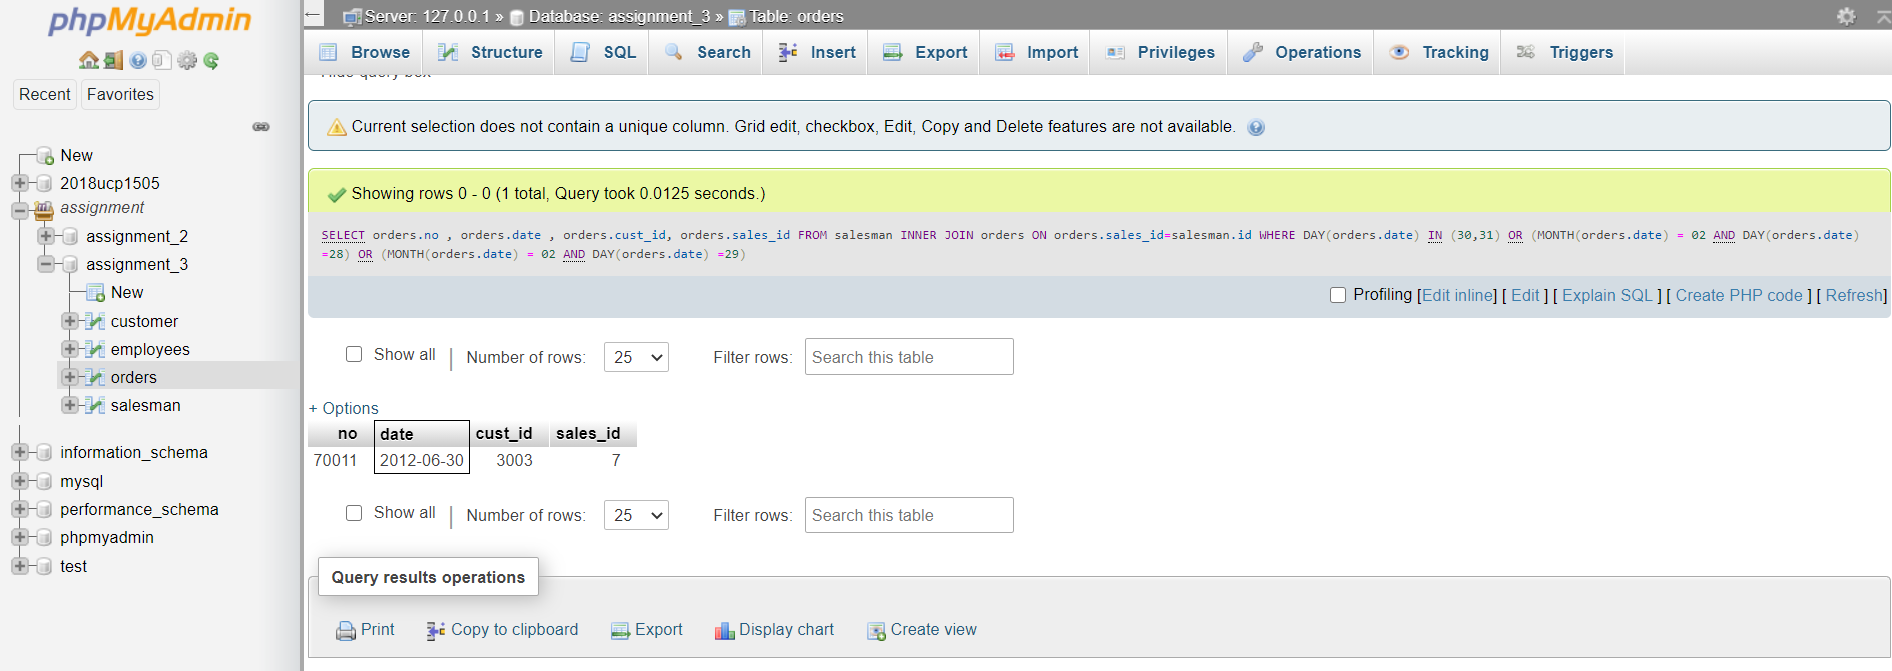 phpMyAdmin
Recent
Favorites
New
2018ucp1505
assignment
assignment_2
assignment_3
New
customer
employees
orders
salesman
information_schema
mysql
performance_schema
phpmyadmin
test
Server: 127.0.0.1 » Database: assignment_3 » Table: orders
Browse Structure SQL Search Insert Export Import Privileges Operations Tracking Triggers
Hide query box
Current selection does not contain a unique column. Grid edit, checkbox, Edit, Copy and Delete features are not available.
Showing rows 0 - 0 (1 total, Query took 0.0125 seconds.)
SELECT orders.no , orders.date , orders.cust_id, orders.sales_id FROM salesman INNER JOIN orders ON orders.sales_id=salesman.id WHERE DAY(orders.date) IN (30,31) OR (MONTH(orders.date) = 02 AND DAY(orders.date)
=28) OR (MONTH(orders.date) = 02 AND DAY(orders.date) =29)
Profiling [Edit inline] [ Edit ] [ Explain SQL ] [ Create PHP code ] [ Refresh]
Show all | Number of rows: 25 Filter rows: Search this table
+ Options
no date cust_id sales_id
70011 2012-06-30 3003 7
Show all | Number of rows: 25 Filter rows: Search this table
Query results operations
Print Copy to clipboard Export Display chart Create view